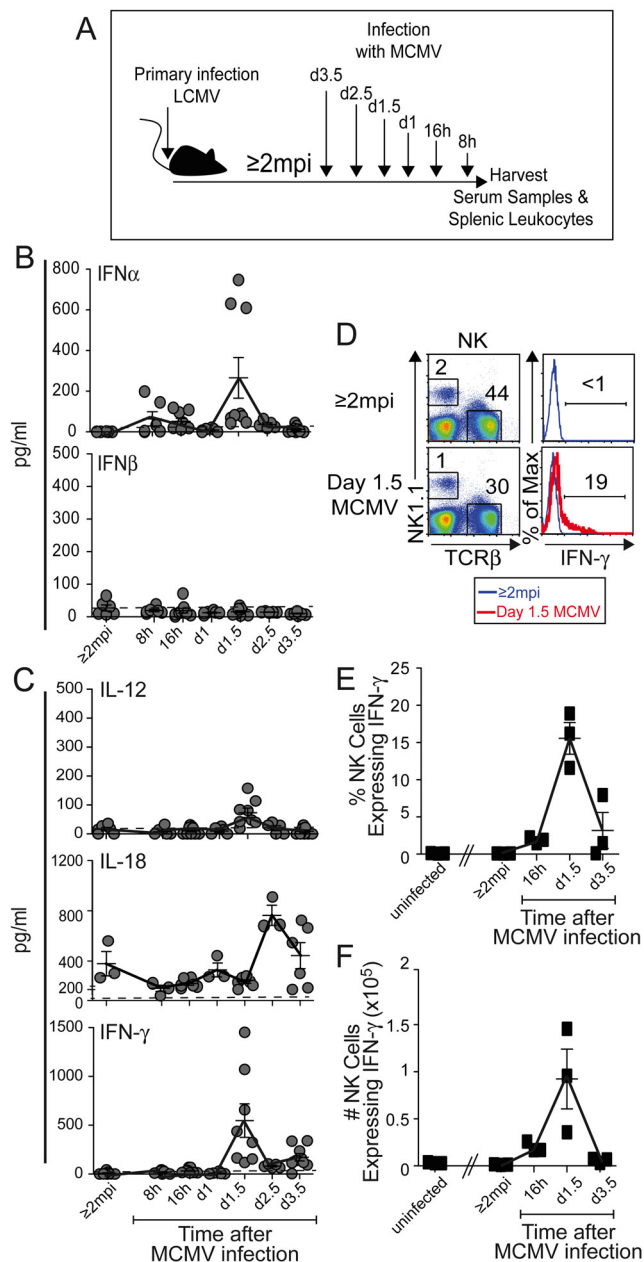 A
Infection
with MCMV
Primary infection
LCMV
d3.5
d2.5
d1.5
d1
16h
8h
≥2mpi
Harvest
Serum Samples &
Splenic Leukocytes
B
IFNα
800
600
400
200
0
pg/ml
IFNβ
500
400
300
200
100
0
≥2mpi
8h
16h
d1
d1.5
d2.5
d3.5
C
IL-12
500
400
300
200
100
0
IL-18
1200
800
400
200
0
pg/ml
IFN-γ
1500
1000
500
0
≥2mpi
8h
16h
d1
d1.5
d2.5
d3.5
Time after
MCMV infection
D
NK
≥2mpi
2
44
<1
Day 1.5
MCMV
1
30
19
NK1.1
% of Max
TCRβ
IFN-γ
≥2mpi
Day 1.5 MCMV
E
% NK Cells
Expressing IFN-γ
25
20
15
10
5
0
uninfected
≥2mpi
16h
d1.5
d3.5
Time after
MCMV infection
F
# NK Cells
Expressing IFN-γ (x10⁵)
2
1.5
1
0.5
0
uninfected
≥2mpi
16h
d1.5
d3.5
Time after
MCMV infection